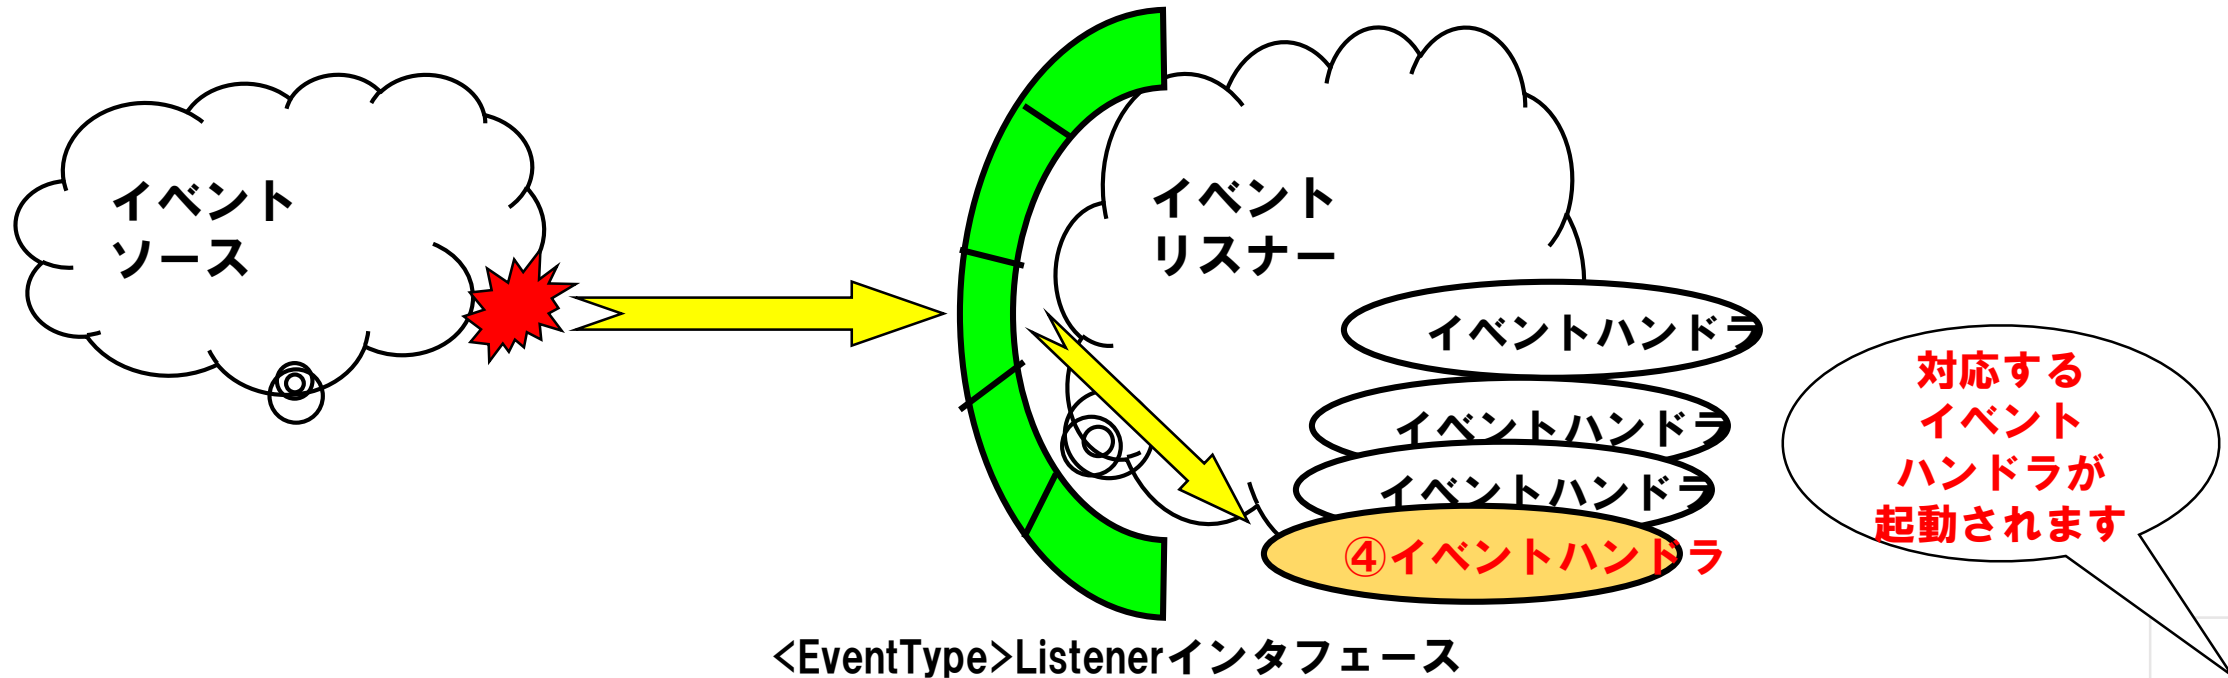 イベント
ソース
イベント
リスナー
イベントハンドラ
イベントハンドラ
イベントハンドラ
④イベントハンドラ
対応する
イベント
ハンドラが
起動されます
<EventType>Listenerインタフェース